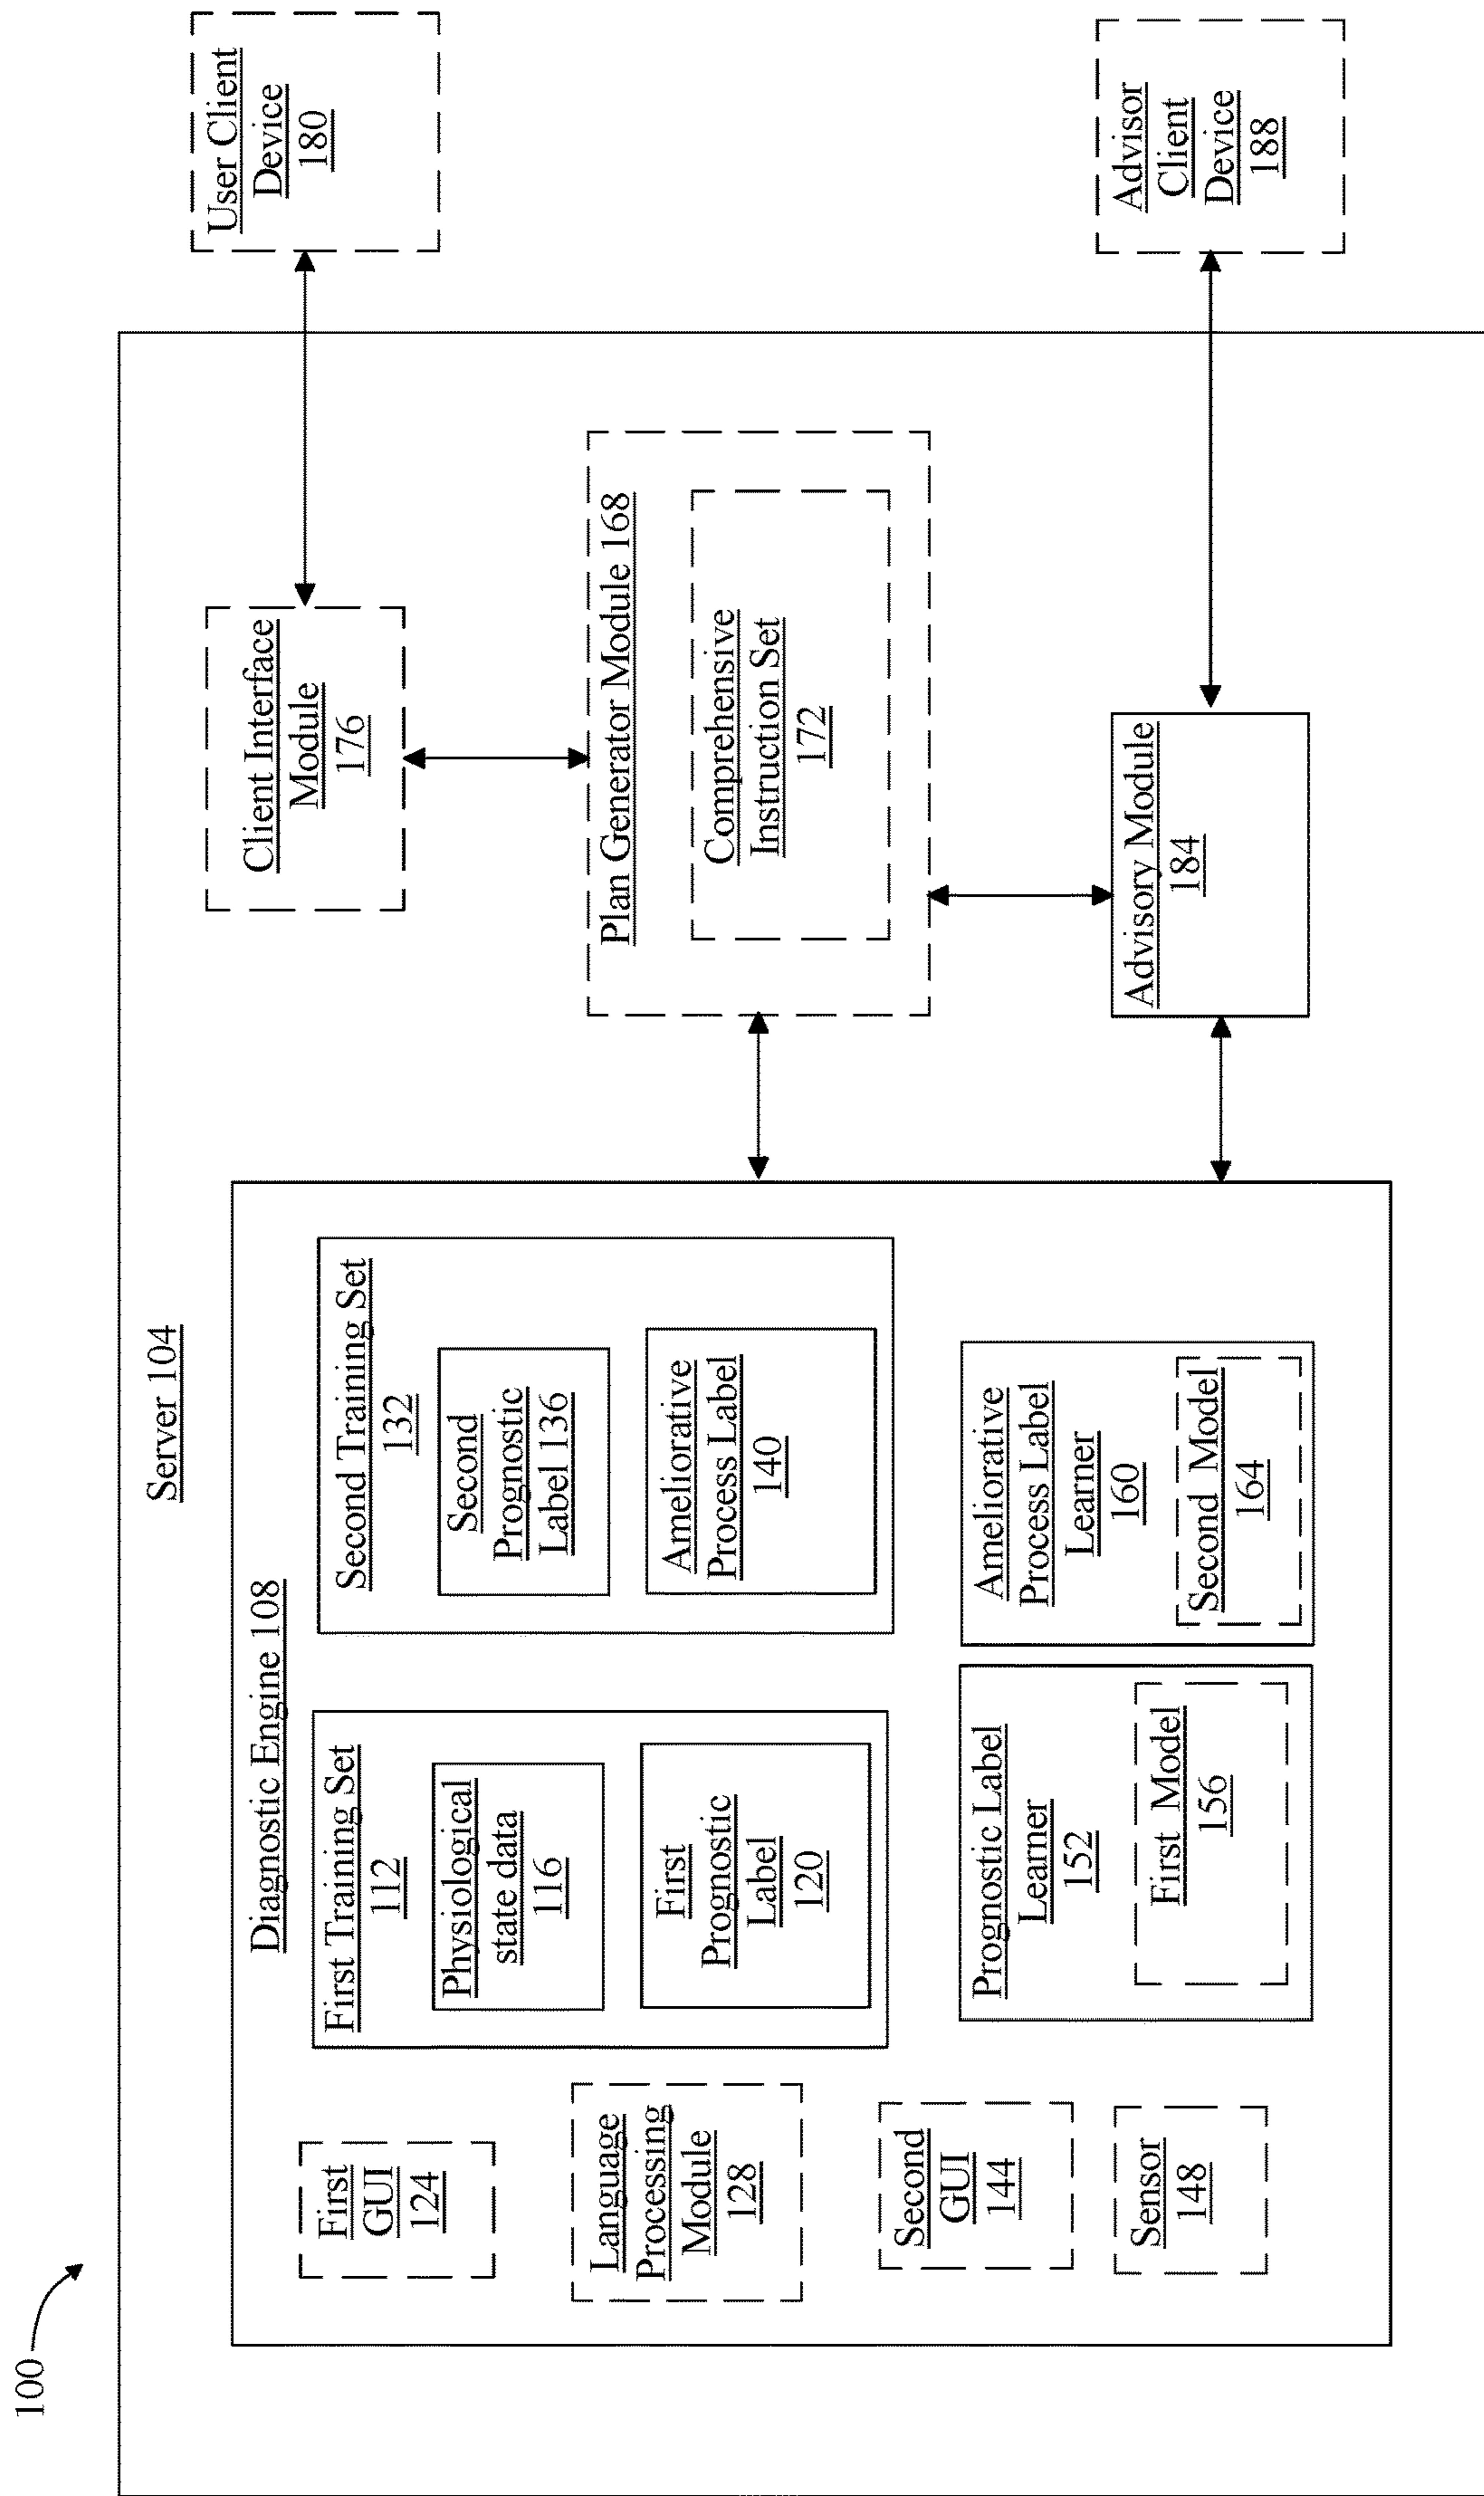 100
Server 104
Diagnostic Engine 108
First
GUI
124
Language
Processing
Module
128
Second
GUI
144
Sensor
148
First Training Set
112
Physiological
state data
116
First
Prognostic
Label
120
Second Training Set
132
Second
Prognostic
Label 136
Ameliorative
Process Label
140
Prognostic Label
Learner
152
First Model
156
Ameliorative
Process Label
Learner
160
Second Model
164
Client Interface
Module
176
Plan Generator Module 168
Comprehensive
Instruction Set
172
Advisory Module
184
User Client
Device
180
Advisor
Client
Device
188